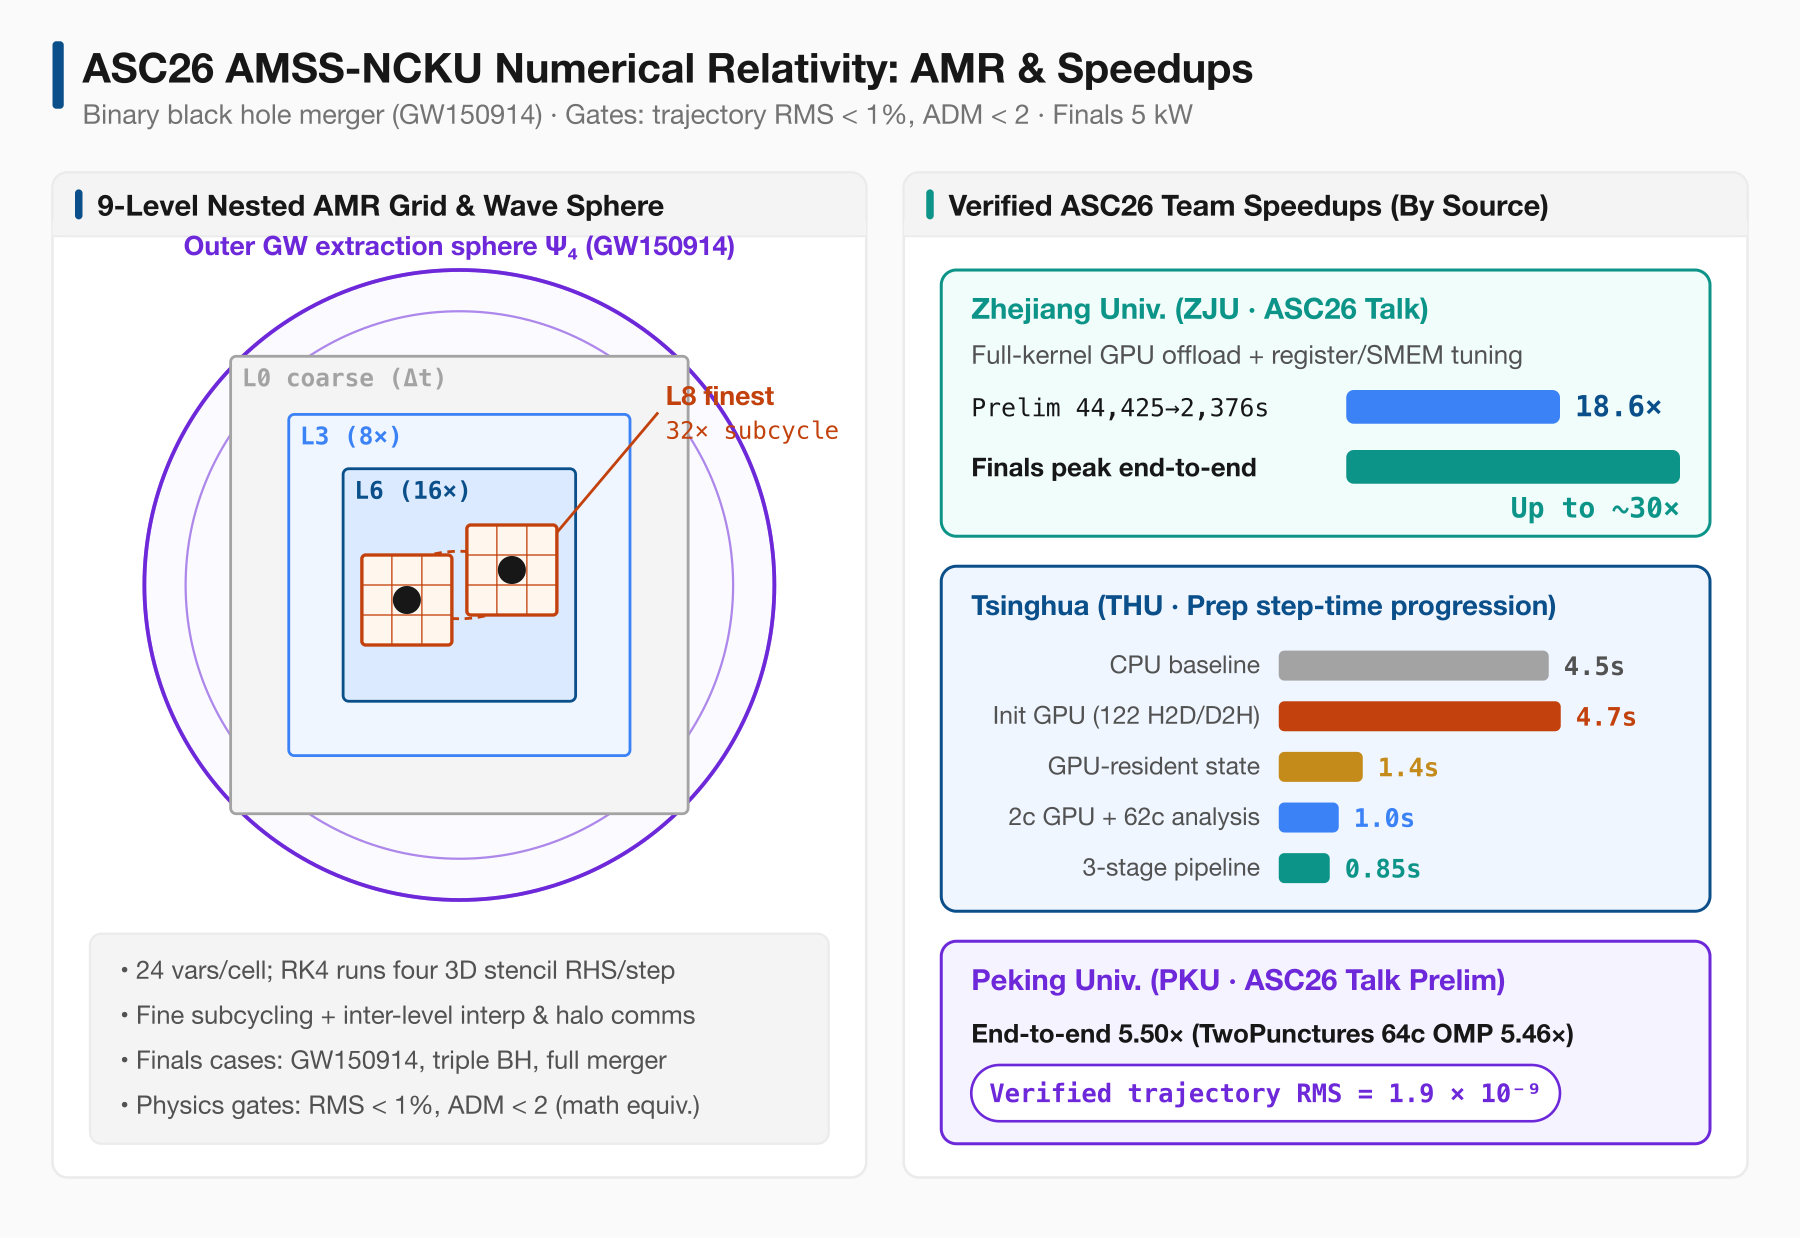 ASC26 AMSS-NCKU Numerical Relativity: AMR & Speedups
Binary black hole merger (GW150914) · Gates: trajectory RMS < 1%, ADM < 2 · Finals 5 kW
9-Level Nested AMR Grid & Wave Sphere
Outer GW extraction sphere Ψ₄ (GW150914)
L0 coarse (Δt)
L8 finest
32× subcycle
L3 (8×)
L6 (16×)
• 24 vars/cell; RK4 runs four 3D stencil RHS/step
• Fine subcycling + inter-level interp & halo comms
• Finals cases: GW150914, triple BH, full merger
• Physics gates: RMS < 1%, ADM < 2 (math equiv.)
Verified ASC26 Team Speedups (By Source)
Zhejiang Univ. (ZJU · ASC26 Talk)
Full-kernel GPU offload + register/SMEM tuning
Prelim 44,425→2,376s 18.6×
Finals peak end-to-end
Up to ~30×
Tsinghua (THU · Prep step-time progression)
CPU baseline 4.5s
Init GPU (122 H2D/D2H) 4.7s
GPU-resident state 1.4s
2c GPU + 62c analysis 1.0s
3-stage pipeline 0.85s
Peking Univ. (PKU · ASC26 Talk Prelim)
End-to-end 5.50× (TwoPunctures 64c OMP 5.46×)
Verified trajectory RMS = 1.9 × 10⁻⁹